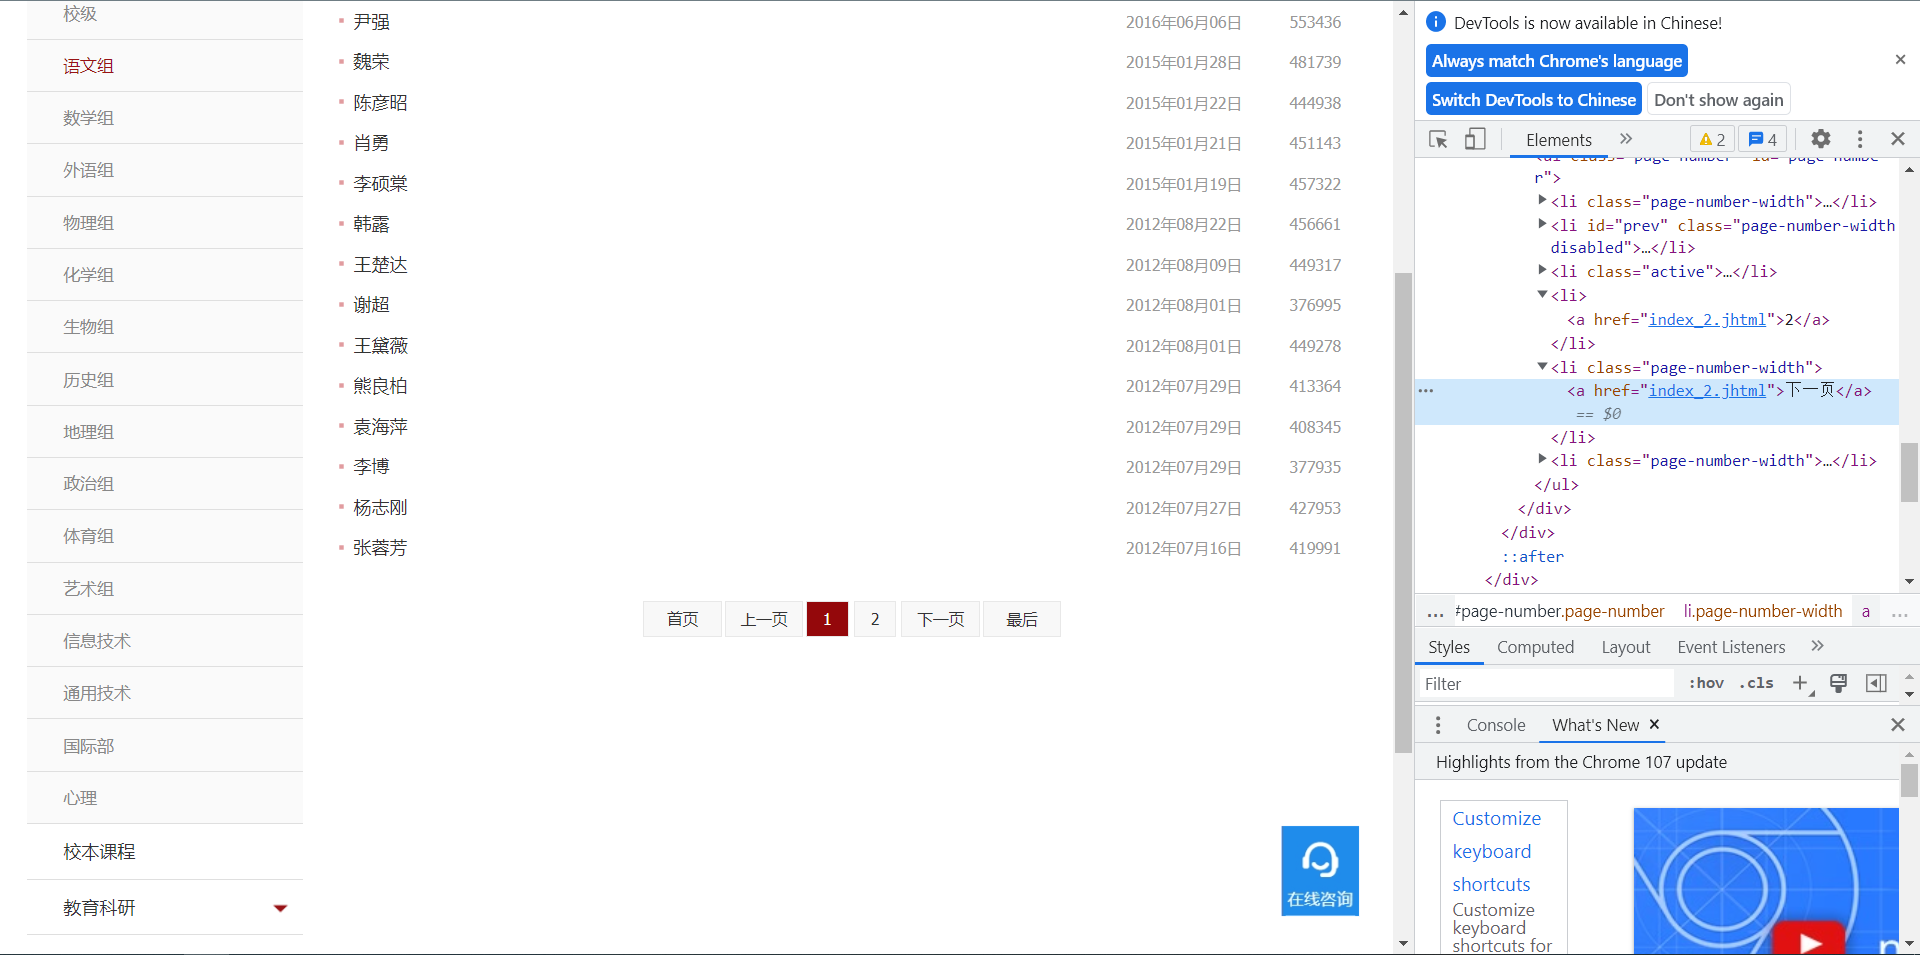 校级
语文组
数学组
外语组
物理组
化学组
生物组
历史组
地理组
政治组
体育组
艺术组
信息技术
通用技术
国际部
心理
校本课程
教育科研
尹强 2016年06月06日 553436
魏荣 2015年01月28日 481739
陈彦昭 2015年01月22日 444938
肖勇 2015年01月21日 451143
李硕棠 2015年01月19日 457322
韩露 2012年08月22日 456661
王楚达 2012年08月09日 449317
谢超 2012年08月01日 376995
王黛薇 2012年08月01日 449278
熊良柏 2012年07月29日 413364
袁海萍 2012年07月29日 408345
李博 2012年07月29日 377935
杨志刚 2012年07月27日 427953
张蓉芳 2012年07月16日 419991
首页 上一页 1 2 下一页 最后
在线咨询
DevTools is now available in Chinese!
Always match Chrome's language
Switch DevTools to Chinese Don't show again
Elements 2 4
r">
<li class="page-number-width">…</li>
<li id="prev" class="page-number-width
disabled">…</li>
<li class="active">…</li>
<li>
<a href="index_2.jhtml">2</a>
</li>
<li class="page-number-width">
<a href="index_2.jhtml">下一页</a>
== $0
</li>
<li class="page-number-width">…</li>
</ul>
</div>
</div>
::after
</div>
… #page-number.page-number li.page-number-width a …
Styles Computed Layout Event Listeners
Filter :hov .cls
Console What's New
Highlights from the Chrome 107 update
Customize
keyboard
shortcuts
Customize
keyboard
shortcuts for